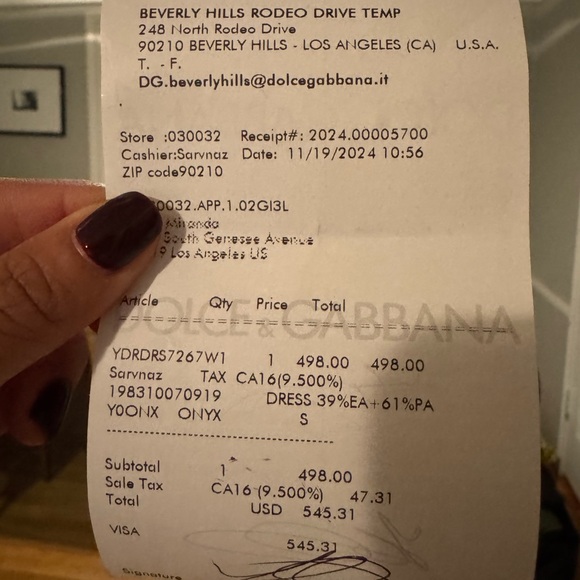 BEVERLY HILLS RODEO DRIVE TEMP
248 North Rodeo Drive
90210 BEVERLY HILLS - LOS ANGELES (CA) U.S.A.
T. - F.
DG.beverlyhills@dolcegabbana.it
Store :030032 Receipt#: 2024.00005700
Cashier:Sarvnaz Date: 11/19/2024 10:56
ZIP code90210
0032.APP.1.02GI3L
Miranda
South Genesee Avenue
9 Los Angeles US
Article Qty Price Total
DOLCE&GABBANA
YDRDRS7267W1 1 498.00 498.00
Sarvnaz TAX CA16(9.500%)
198310070919 DRESS 39%EA+61%PA
Y00NX ONYX S
Subtotal 1 498.00
Sale Tax CA16 (9.500%) 47.31
Total USD 545.31
VISA
545.31
Signature